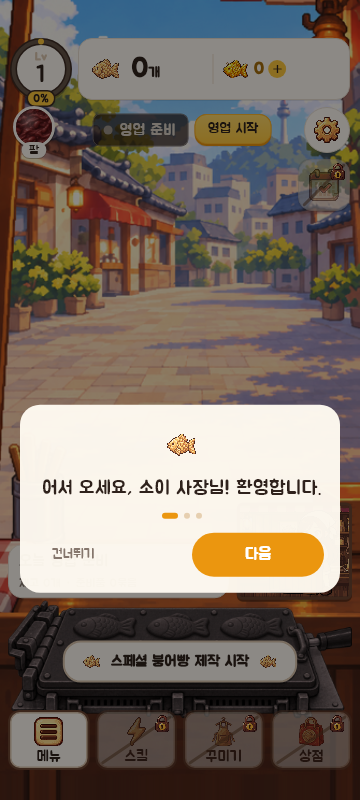 Lv
1
0%
0개
0 +
팥
영업 준비
영업 시작
어서 오세요, 소이 사장님! 환영합니다.
건너뛰기
다음
스페셜 붕어빵 제작 시작
메뉴
스킬
꾸미기
상점